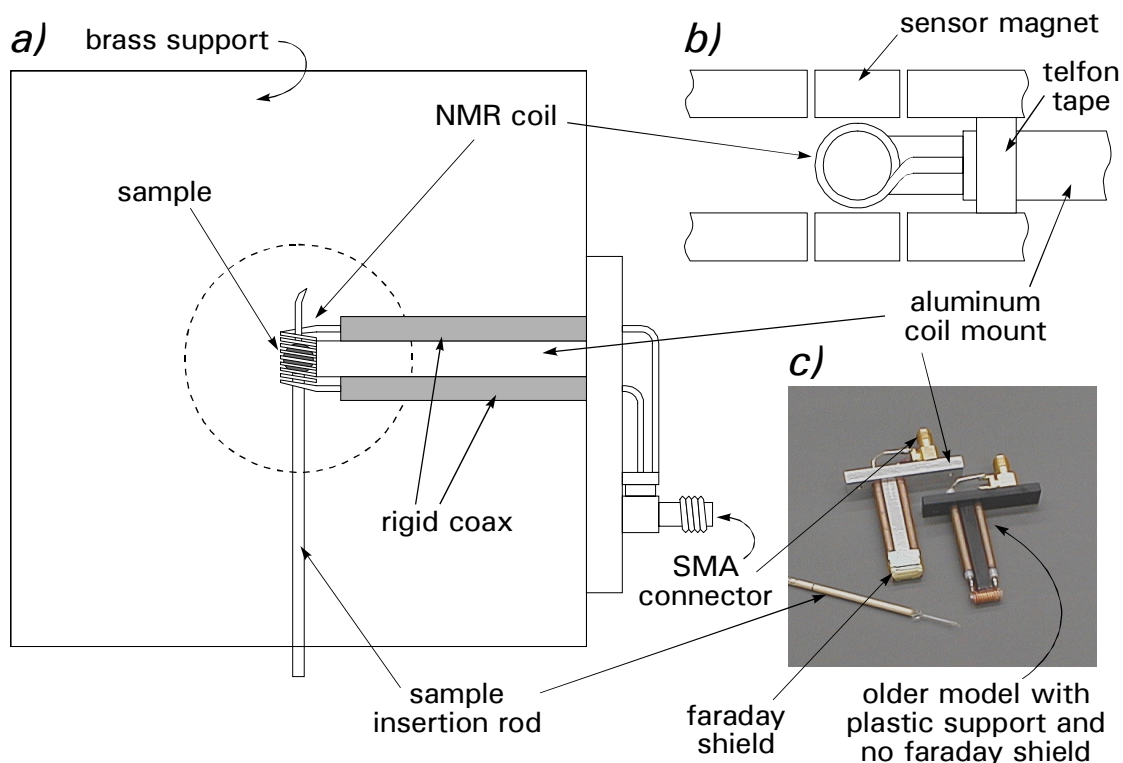 a)
brass support
NMR coil
sample
rigid coax
sample
insertion rod
SMA
connector
b)
sensor magnet
telfon
tape
aluminum
coil mount
c)
faraday
shield
older model with
plastic support and
no faraday shield